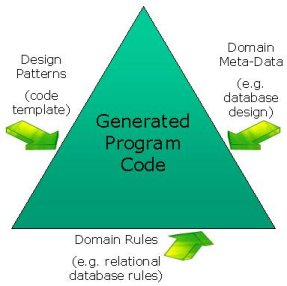 Design
Patterns
(code
template)
Domain
Meta-Data
(e.g.
database
design)
Generated
Program
Code
Domain Rules
(e.g. relational
database rules)